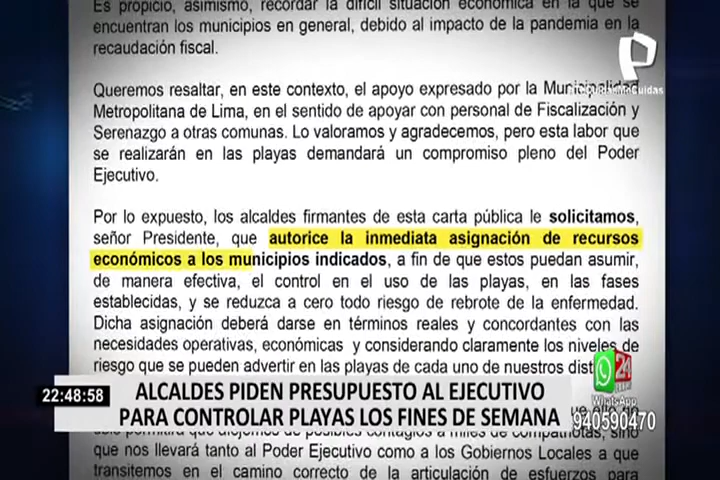 Es propicio, asimismo, recordar la difícil situación económica en la que se
encuentran los municipios en general, debido al impacto de la pandemia en la
recaudación fiscal.
Queremos resaltar, en este contexto, el apoyo expresado por la Municipalidad
Metropolitana de Lima, en el sentido de apoyar con personal de Fiscalización y
Serenazgo a otras comunas. Lo valoramos y agradecemos, pero esta labor que
se realizarán en las playas demandará un compromiso pleno del Poder
Ejecutivo.
Por lo expuesto, los alcaldes firmantes de esta carta pública le solicitamos,
señor Presidente, que autorice la inmediata asignación de recursos
económicos a los municipios indicados, a fin de que estos puedan asumir,
de manera efectiva, el control en el uso de las playas, en las fases
establecidas, y se reduzca a cero todo riesgo de rebrote de la enfermedad.
Dicha asignación deberá darse en términos reales y concordantes con las
necesidades operativas, económicas y considerando claramente los niveles de
riesgo que se pueden advertir en las playas de cada uno de nuestros
22:48:58
ALCALDES PIDEN PRESUPUESTO AL EJECUTIVO
PARA CONTROLAR PLAYAS LOS FINES DE SEMANA
24
WhatsApp
940590470
posibles contagios a miles de compatriotas, sino
que nos llevará tanto al Poder Ejecutivo como a los Gobiernos Locales a que
transitemos en el camino correcto de la articulación de esfuerzos para